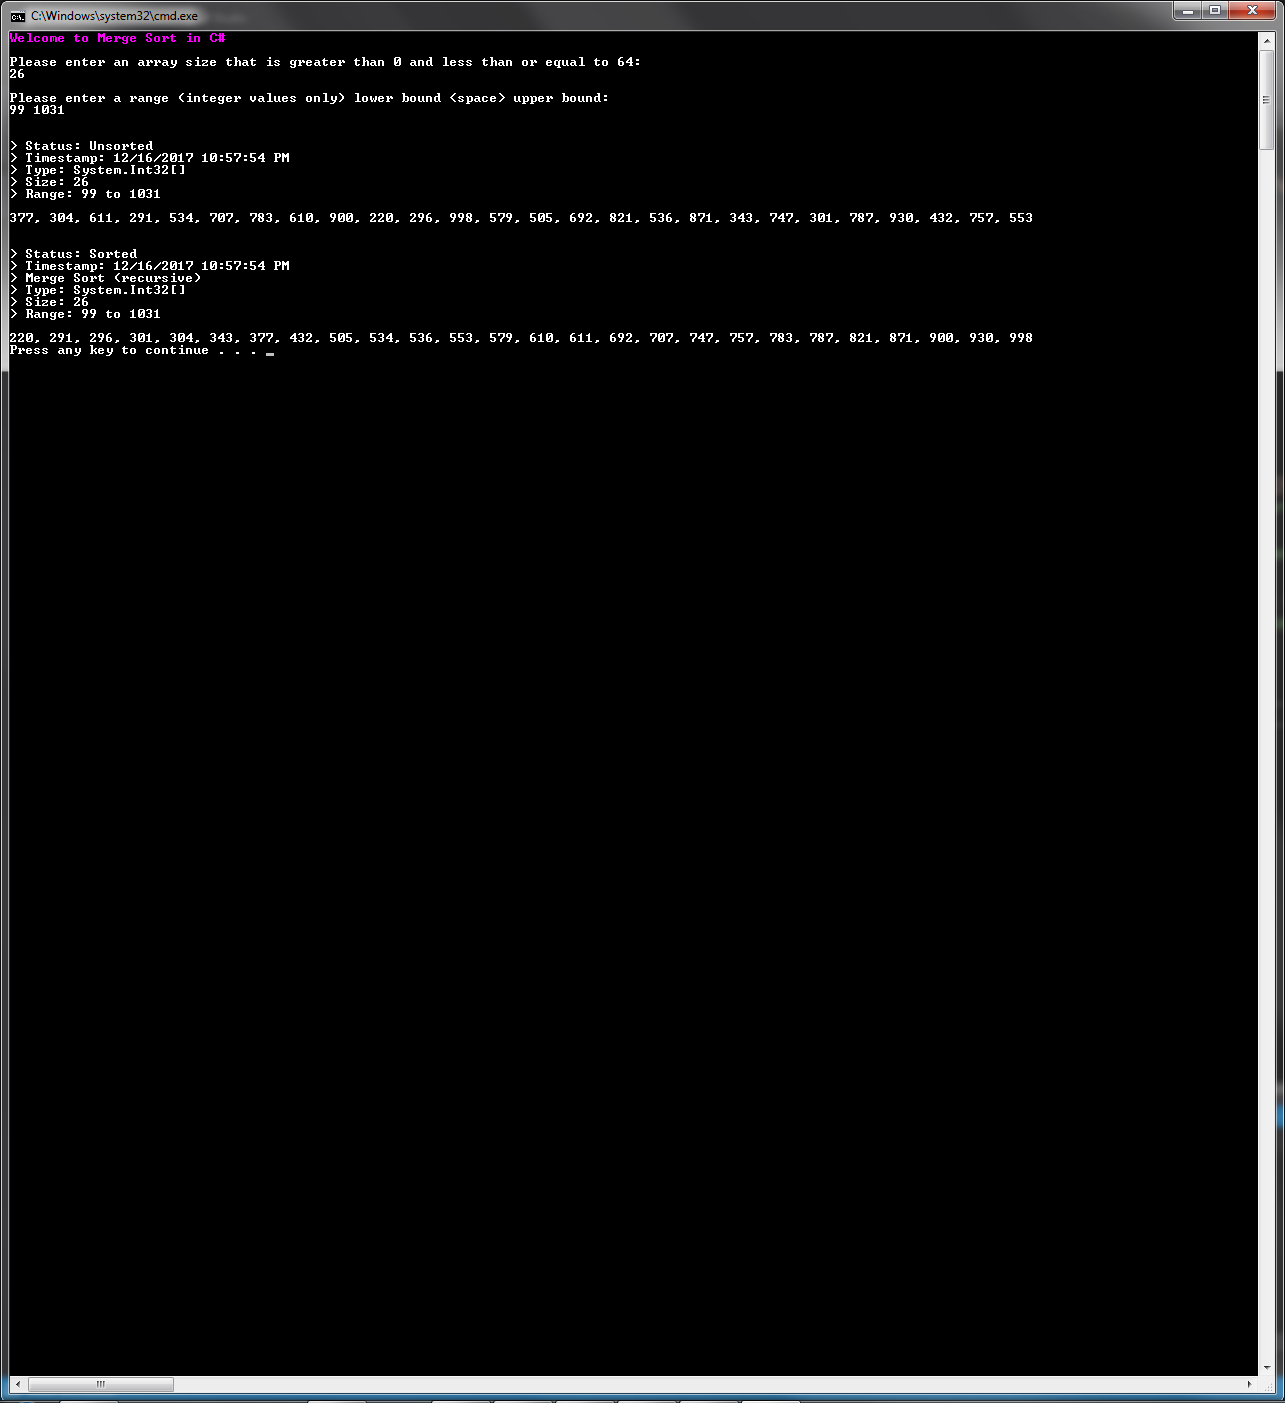 C:\Windows\system32\cmd.exe
Welcome to Merge Sort in C#
Please enter an array size that is greater than 0 and less than or equal to 64:
26
Please enter a range (integer values only) lower bound <space> upper bound:
99 1031
> Status: Unsorted
> Timestamp: 12/16/2017 10:57:54 PM
> Type: System.Int32[]
> Size: 26
> Range: 99 to 1031
377, 304, 611, 291, 534, 707, 783, 610, 900, 220, 296, 998, 579, 505, 692, 821, 536, 871, 343, 747, 301, 787, 930, 432, 757, 553
> Status: Sorted
> Timestamp: 12/16/2017 10:57:54 PM
> Merge Sort (recursive)
> Type: System.Int32[]
> Size: 26
> Range: 99 to 1031
220, 291, 296, 301, 304, 343, 377, 432, 505, 534, 536, 553, 579, 610, 611, 692, 707, 747, 757, 783, 787, 821, 871, 900, 930, 998
Press any key to continue . . . _